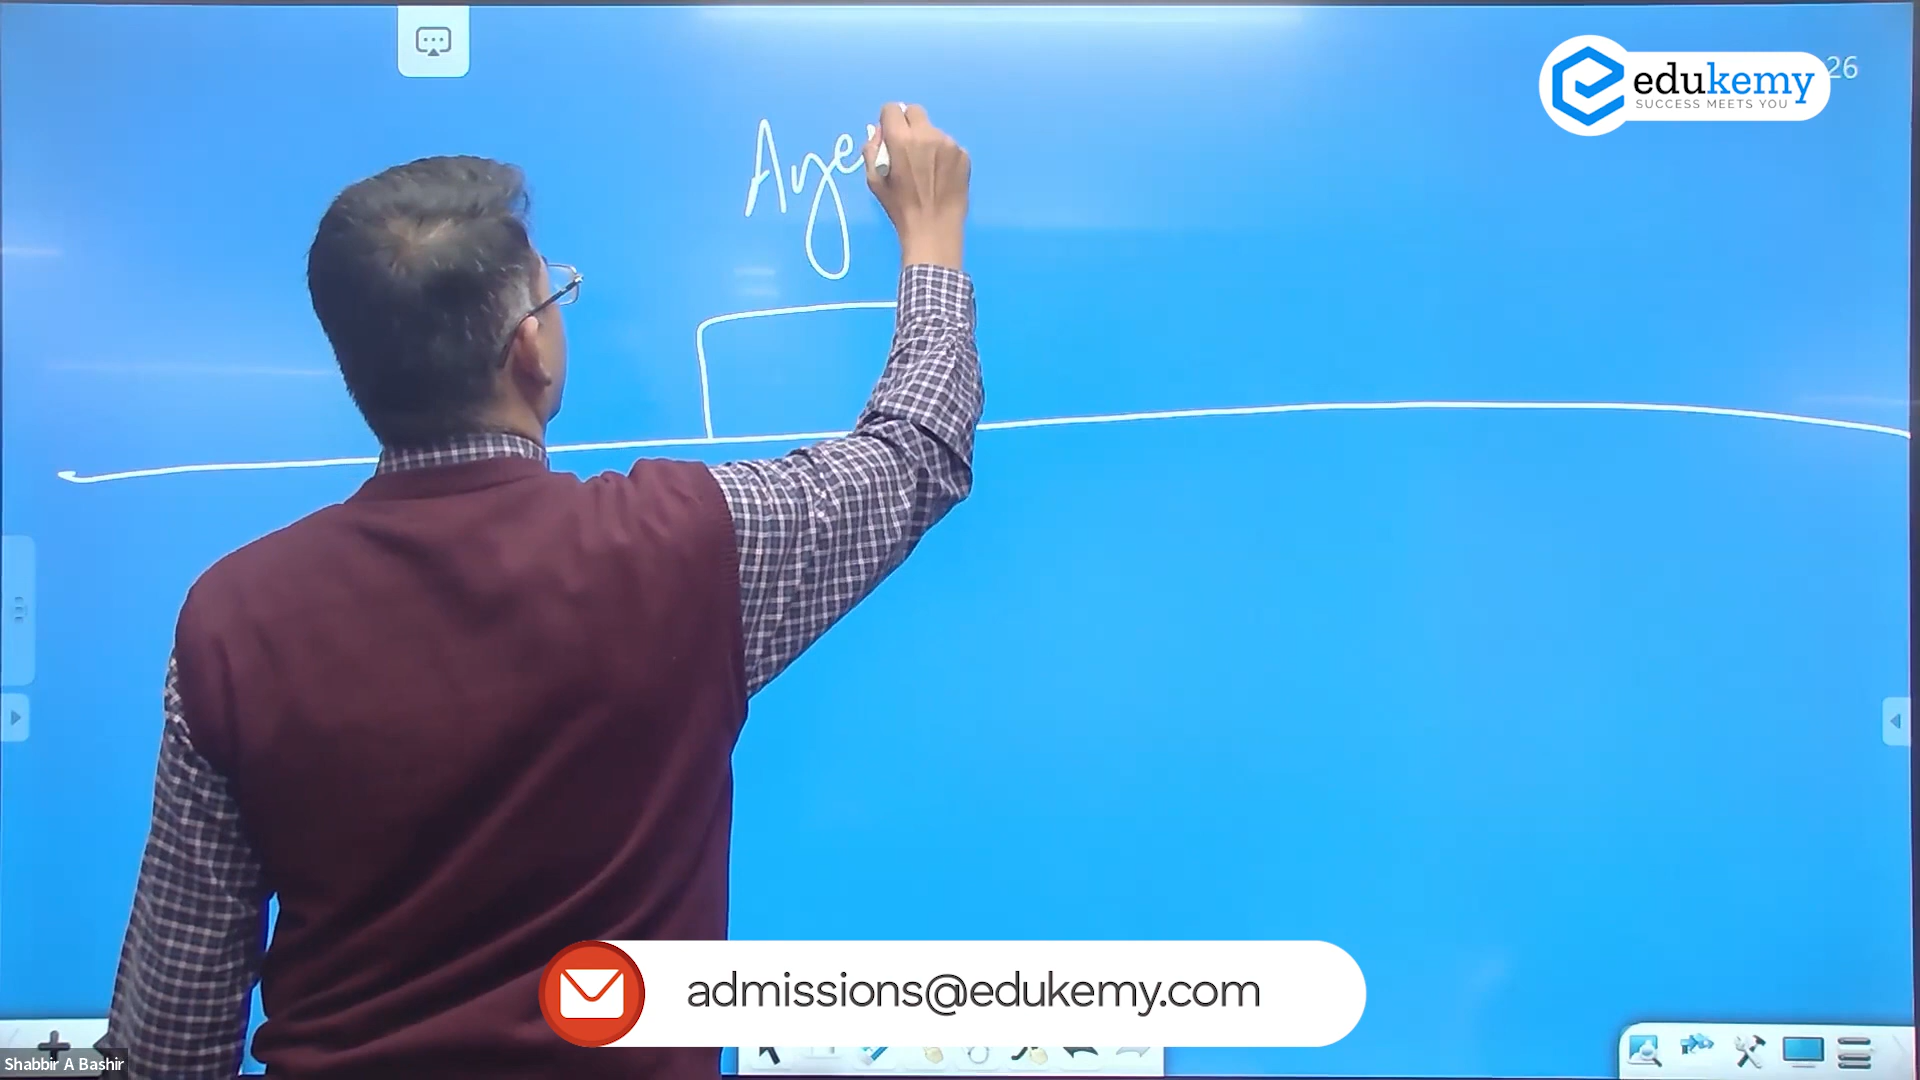 26
edukemy
SUCCESS MEETS YOU
Aye
admissions@edukemy.com
Shabbir A Bashir